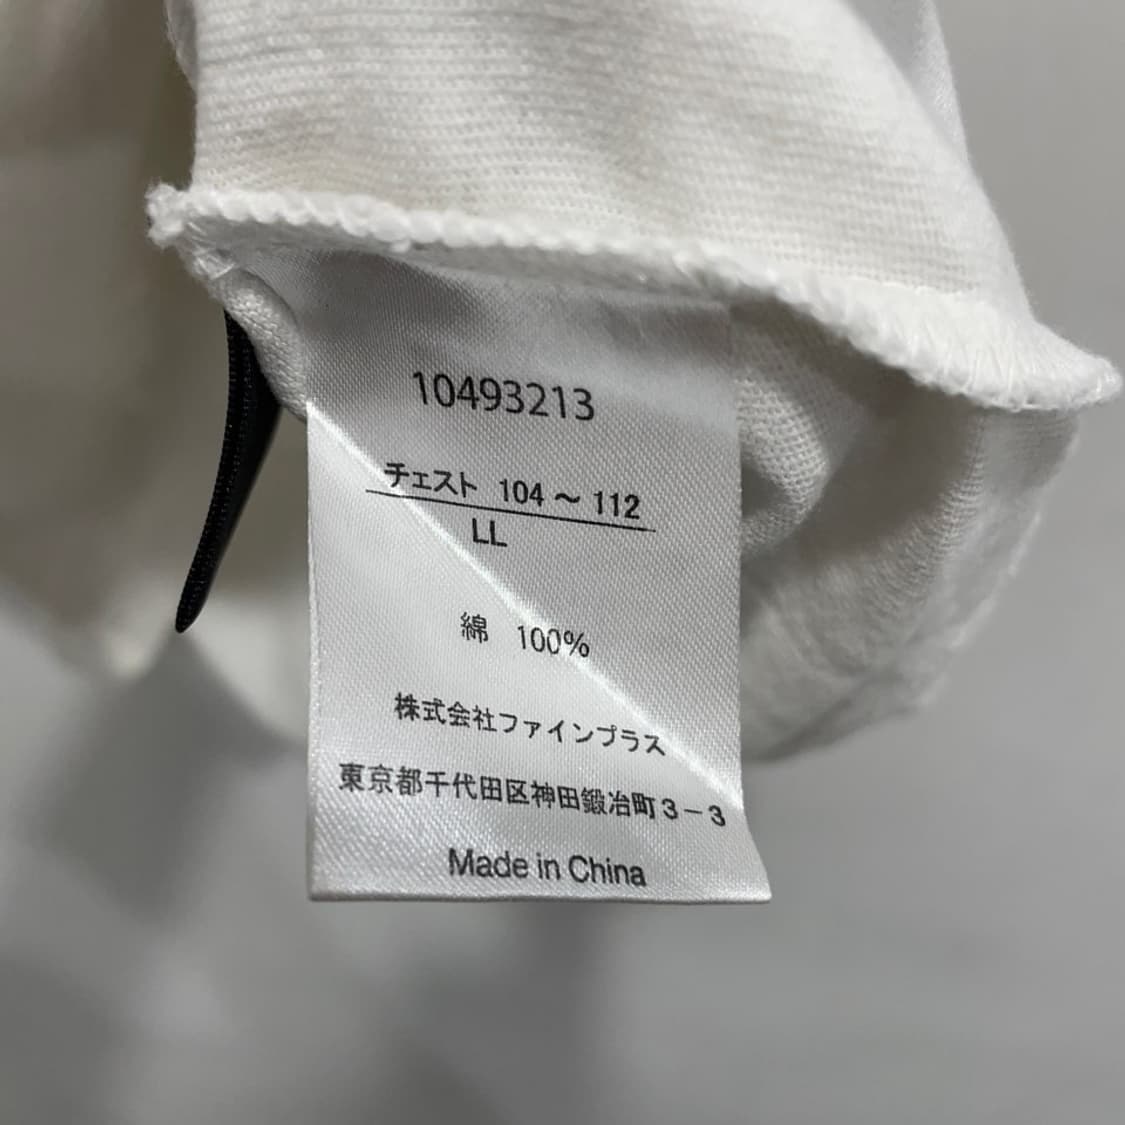 10493213
チェスト 104～112
LL
綿 100%
株式会社ファインプラス
東京都千代田区神田鍛冶町3-3
Made in China